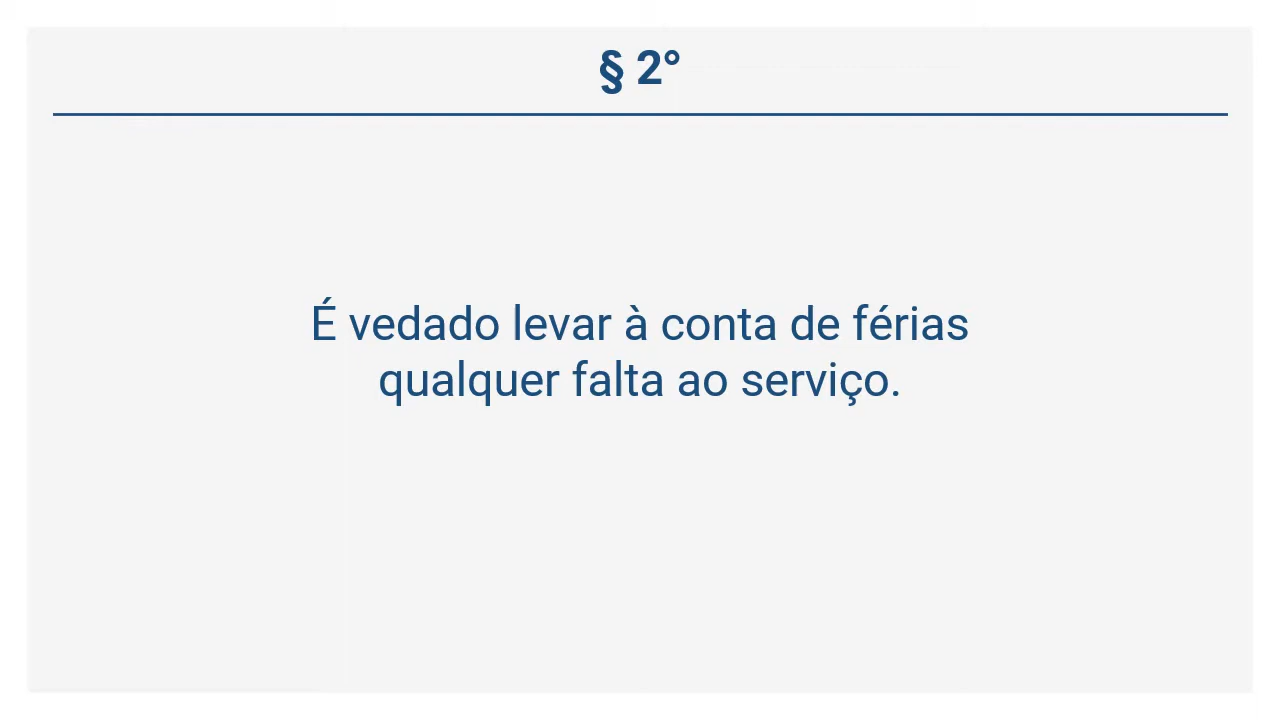 § 2°
É vedado levar à conta de férias
qualquer falta ao serviço.